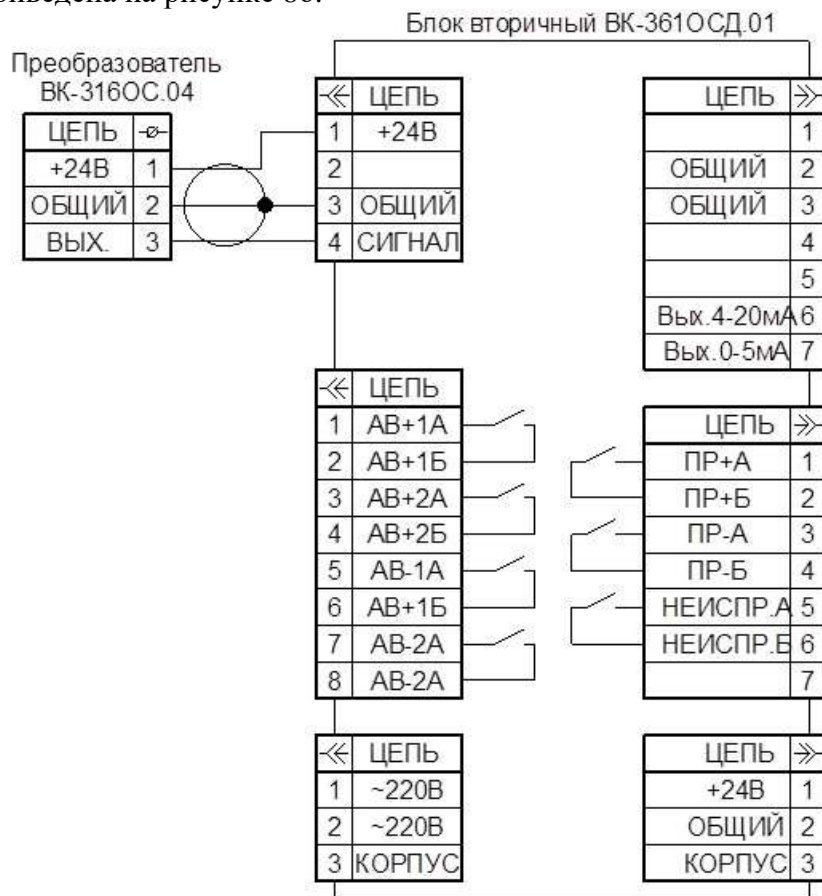 приведена на рисунке 86.
Блок вторичный ВК-361ОСД.01
Преобразователь
ВК-316ОС.04
ЦЕПЬ
+24В 1
ОБЩИЙ 2
ВЫХ. 3
ЦЕПЬ
1 +24В
2
3 ОБЩИЙ
4 СИГНАЛ
ЦЕПЬ
1
ОБЩИЙ 2
ОБЩИЙ 3
4
5
Вых.4-20мА 6
Вых.0-5мА 7
ЦЕПЬ
1 АВ+1А
2 АВ+1Б
3 АВ+2А
4 АВ+2Б
5 АВ-1А
6 АВ+1Б
7 АВ-2А
8 АВ-2А
ЦЕПЬ
ПР+А 1
ПР+Б 2
ПР-А 3
ПР-Б 4
НЕИСПР.А 5
НЕИСПР.Б 6
7
ЦЕПЬ
1 ~220В
2 ~220В
3 КОРПУС
ЦЕПЬ
+24В 1
ОБЩИЙ 2
КОРПУС 3